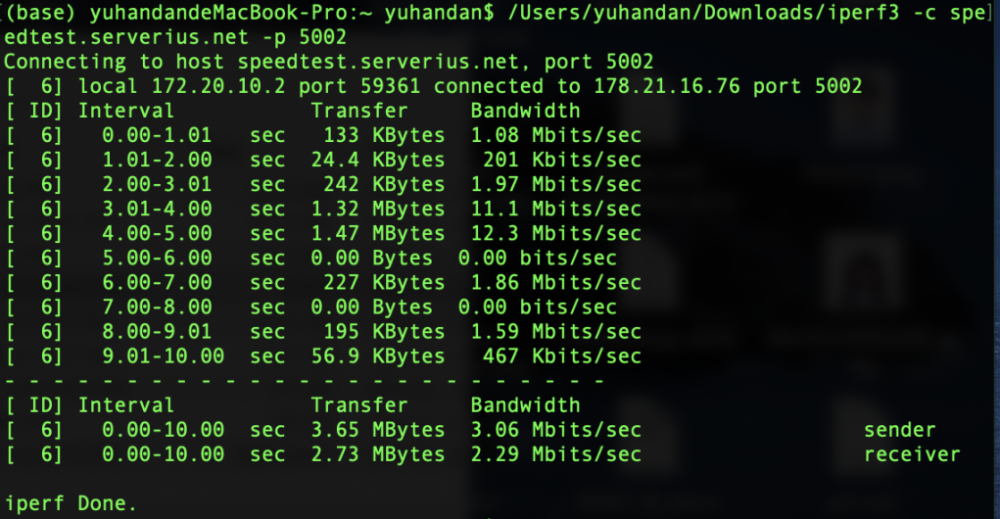 (base) yuhandandeMacBook-Pro:~ yuhandan$ /Users/yuhandan/Downloads/iperf3 -c spe
edtest.serverius.net -p 5002
Connecting to host speedtest.serverius.net, port 5002
[  6] local 172.20.10.2 port 59361 connected to 178.21.16.76 port 5002
[ ID] Interval           Transfer     Bandwidth
[  6]   0.00-1.01   sec   133 KBytes  1.08 Mbits/sec
[  6]   1.01-2.00   sec  24.4 KBytes   201 Kbits/sec
[  6]   2.00-3.01   sec   242 KBytes  1.97 Mbits/sec
[  6]   3.01-4.00   sec  1.32 MBytes  11.1 Mbits/sec
[  6]   4.00-5.00   sec  1.47 MBytes  12.3 Mbits/sec
[  6]   5.00-6.00   sec  0.00 Bytes  0.00 bits/sec
[  6]   6.00-7.00   sec   227 KBytes  1.86 Mbits/sec
[  6]   7.00-8.00   sec  0.00 Bytes  0.00 bits/sec
[  6]   8.00-9.01   sec   195 KBytes  1.59 Mbits/sec
[  6]   9.01-10.00  sec  56.9 KBytes   467 Kbits/sec
- - - - - - - - - - - - - - - - - - - - - - - - -
[ ID] Interval           Transfer     Bandwidth
[  6]   0.00-10.00  sec  3.65 MBytes  3.06 Mbits/sec                  sender
[  6]   0.00-10.00  sec  2.73 MBytes  2.29 Mbits/sec                  receiver
iperf Done.